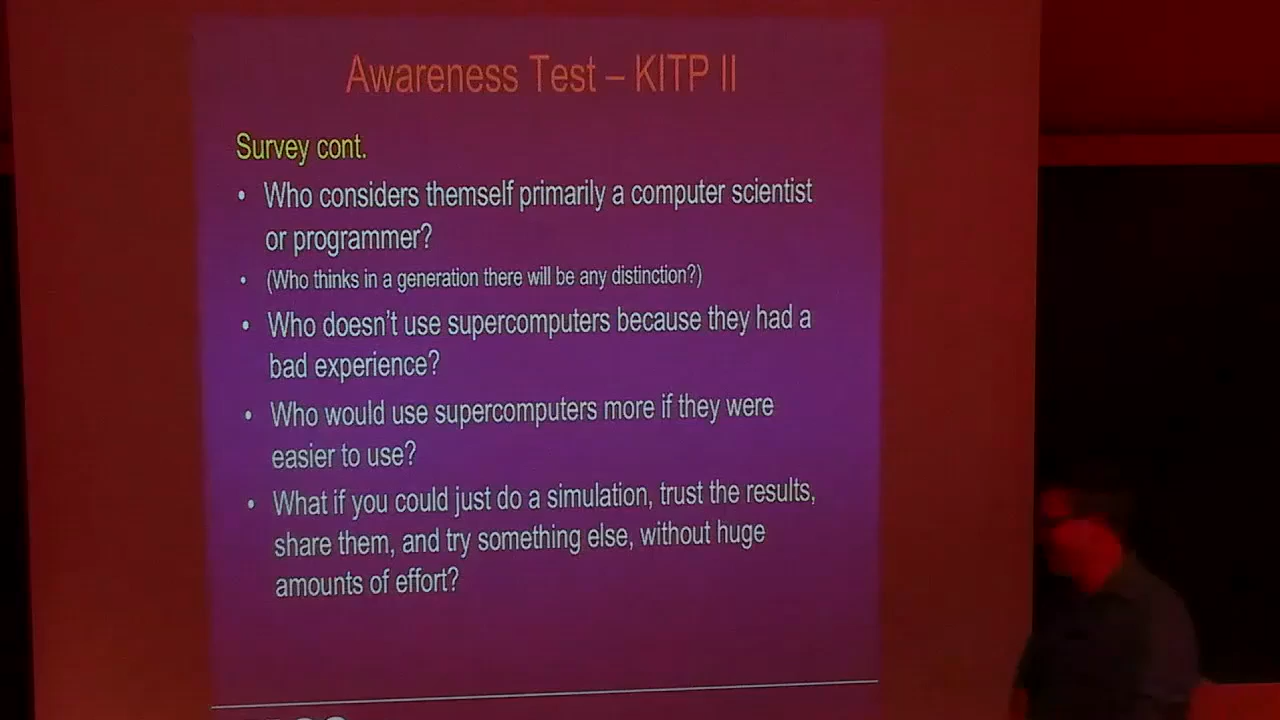 Awareness Test – KITP II
Survey cont.
• Who considers themself primarily a computer scientist
or programmer?
• (Who thinks in a generation there will be any distinction?)
• Who doesn't use supercomputers because they had a
bad experience?
• Who would use supercomputers more if they were
easier to use?
• What if you could just do a simulation, trust the results,
share them, and try something else, without huge
amounts of effort?